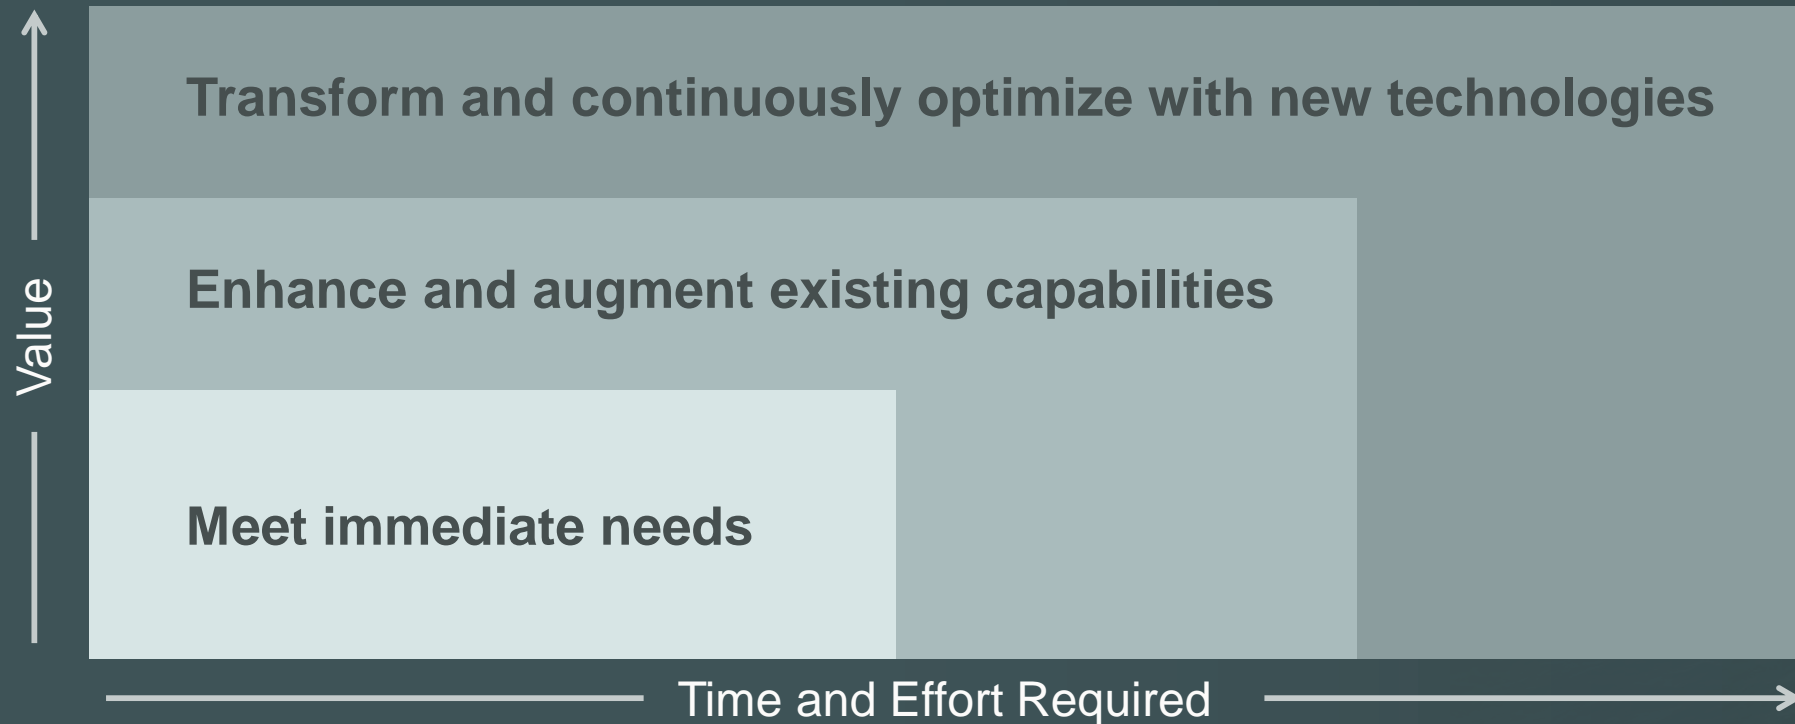 Transform and continuously optimize with new technologies
Enhance and augment existing capabilities
Value
Meet immediate needs
Time and Effort Required